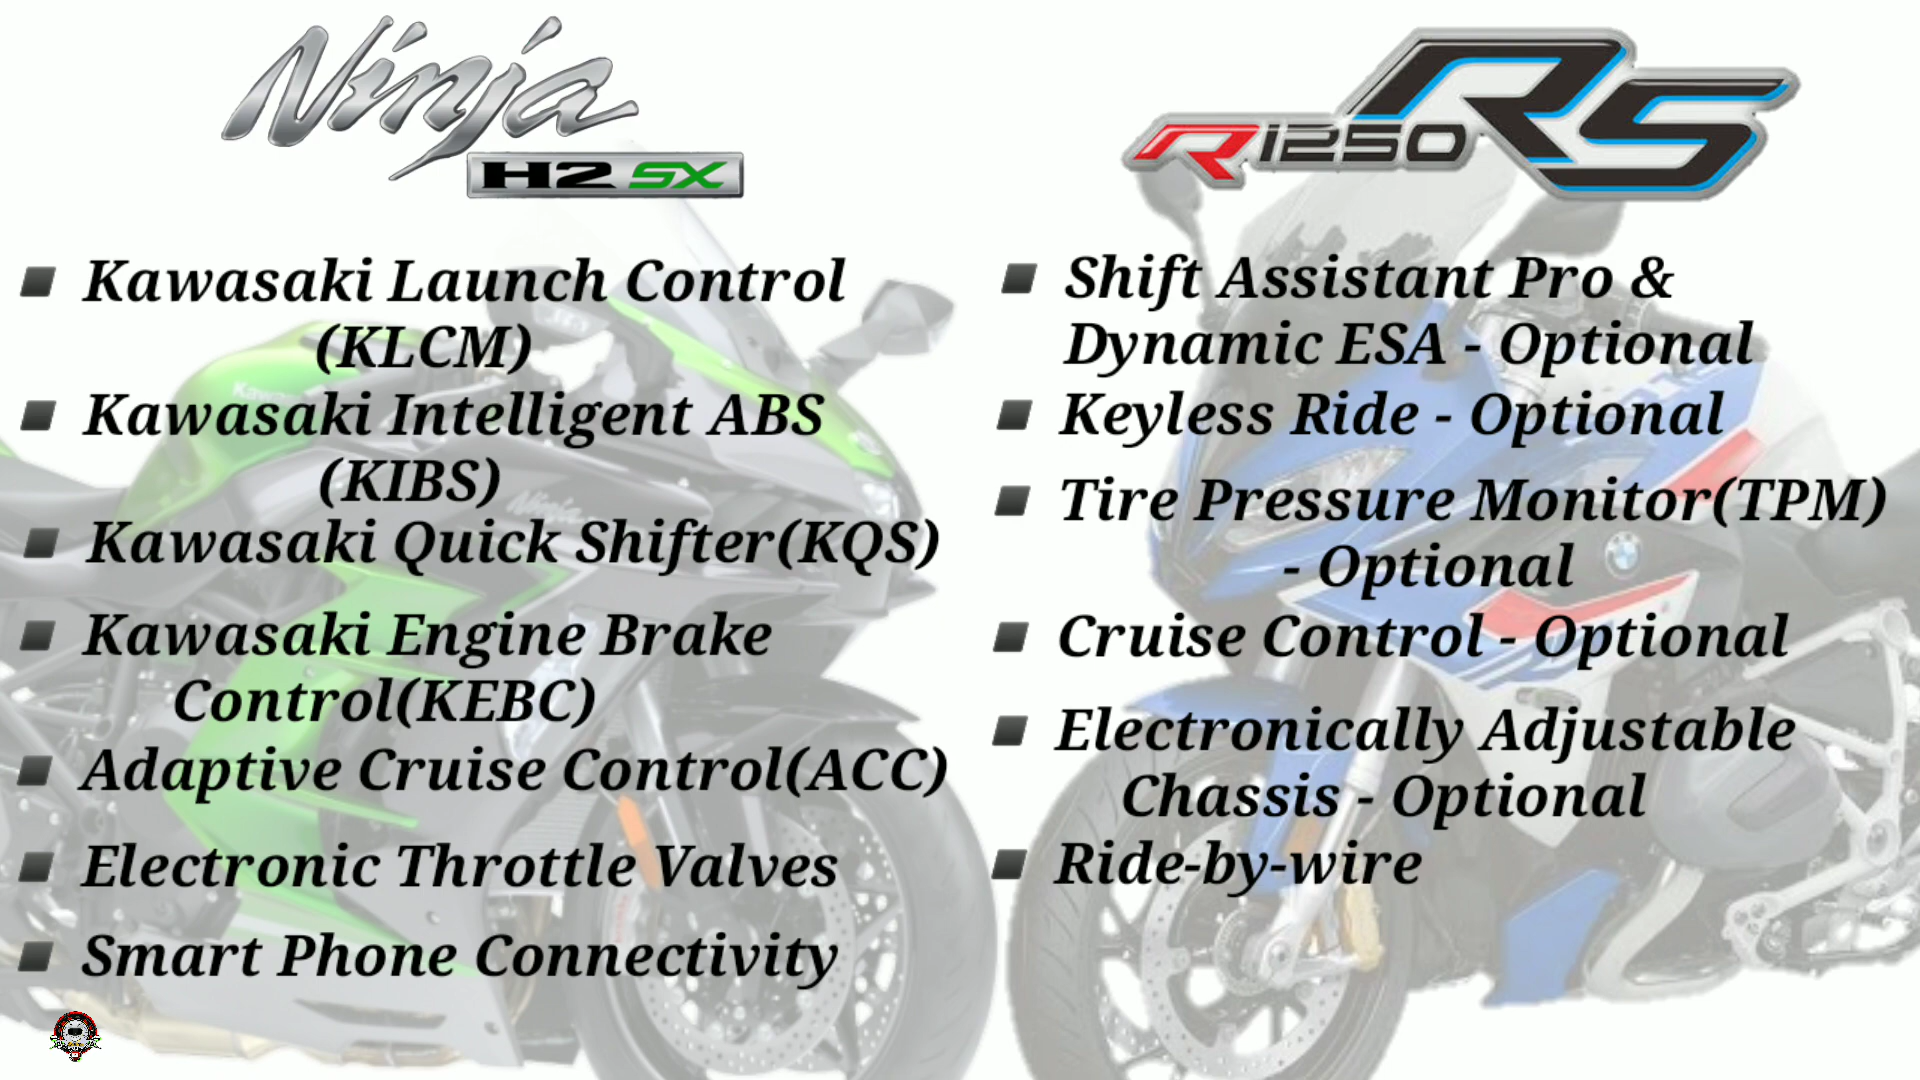 Ninja
H2 SX
Kawasaki Launch Control
(KLCM)
Kawasaki Intelligent ABS
(KIBS)
Kawasaki Quick Shifter(KQS)
Kawasaki Engine Brake
Control(KEBC)
Adaptive Cruise Control(ACC)
Electronic Throttle Valves
Smart Phone Connectivity
R1250RS
Shift Assistant Pro &
Dynamic ESA - Optional
Keyless Ride - Optional
Tire Pressure Monitor(TPM)
- Optional
Cruise Control - Optional
Electronically Adjustable
Chassis - Optional
Ride-by-wire
Ninja